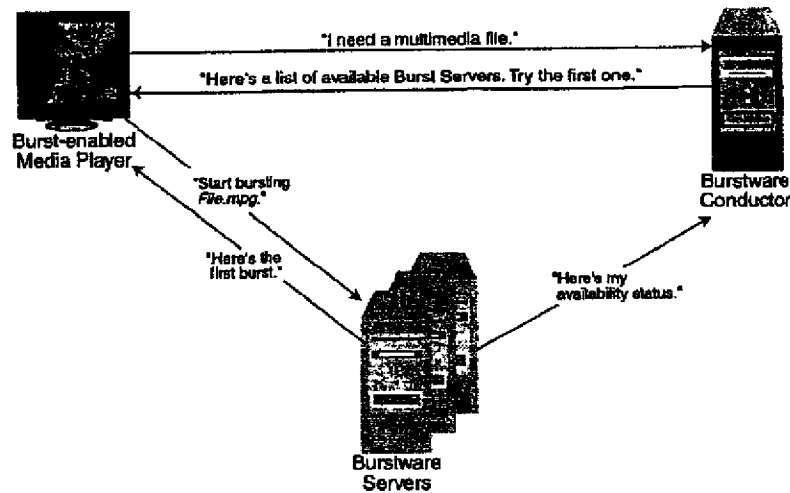 "I need a multimedia file."
"Here's a list of available Burst Servers. Try the first one."
Burst-enabled
Media Player
Burstware
Conductor
"Start bursting
File.mpg."
"Here's the
first burst."
"Here's my
availability status."
Burstware
Servers